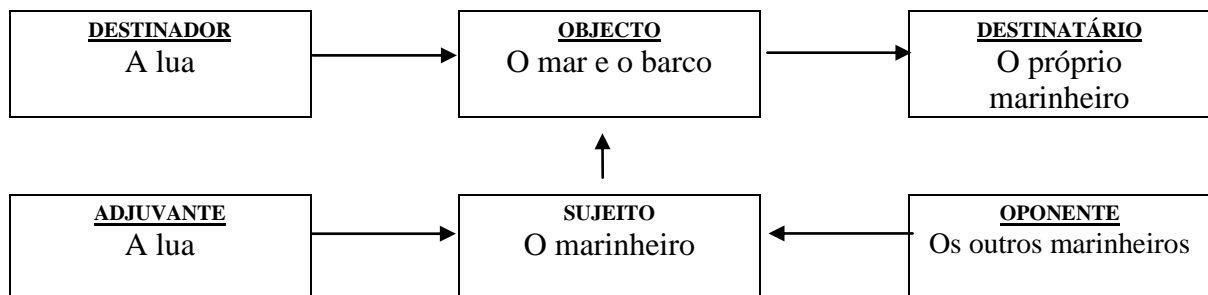 DESTINADOR
A lua
OBJECTO
O mar e o barco
DESTINATÁRIO
O próprio
marinheiro
ADJUVANTE
A lua
SUJEITO
O marinheiro
OPONENTE
Os outros marinheiros